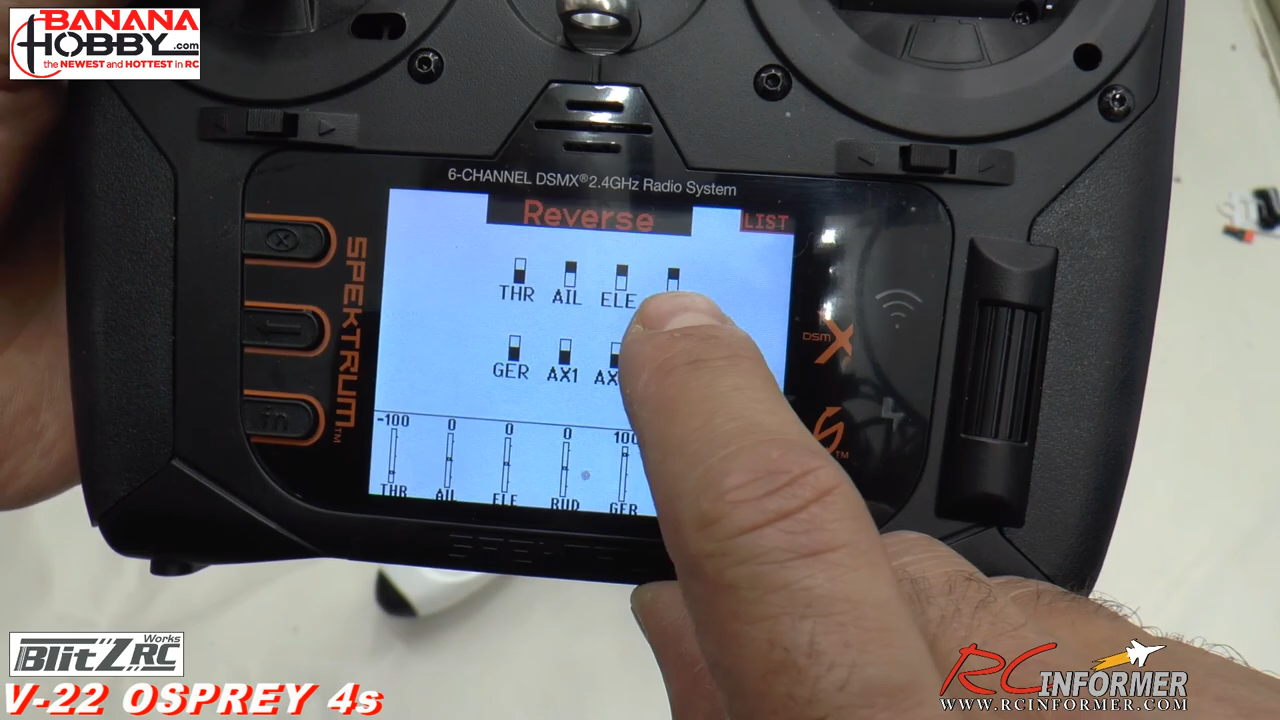 BANANA
HOBBY.com
the NEWEST and HOTTEST in RC
6-CHANNEL DSMX® 2.4GHz Radio System
Reverse
LIST
THR AIL ELE
GER AX1
-100 0 0 0 100
THR AIL ELE RUD GER
SPEKTRUM™
DSM X
BlitzRC Works
V-22 OSPREY 4s
RC INFORMER
WWW.RCINFORMER.COM